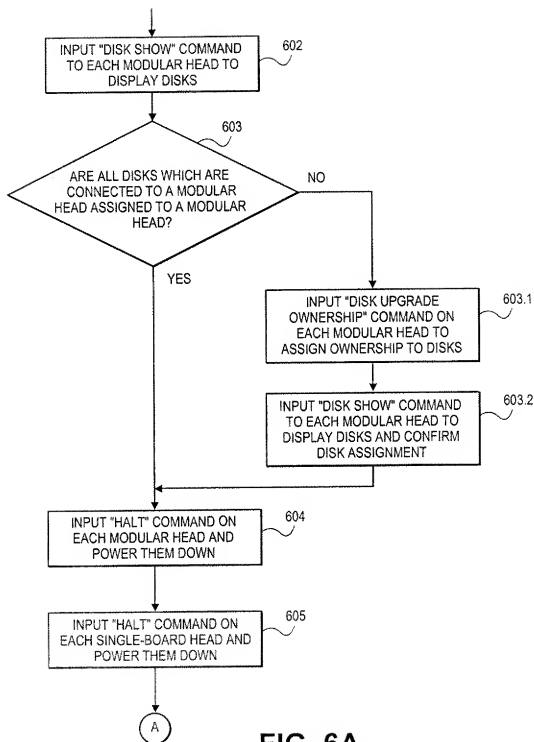 INPUT "DISK SHOW" COMMAND
TO EACH MODULAR HEAD TO
DISPLAY DISKS
602
603
ARE ALL DISKS WHICH ARE
CONNECTED TO A MODULAR
HEAD ASSIGNED TO A MODULAR
HEAD?
NO
YES
INPUT "DISK UPGRADE
OWNERSHIP" COMMAND ON
EACH MODULAR HEAD TO
ASSIGN OWNERSHIP TO DISKS
603.1
INPUT "DISK SHOW" COMMAND
TO EACH MODULAR HEAD TO
DISPLAY DISKS AND CONFIRM
DISK ASSIGNMENT
603.2
INPUT "HALT" COMMAND ON
EACH MODULAR HEAD AND
POWER THEM DOWN
604
INPUT "HALT" COMMAND ON
EACH SINGLE-BOARD HEAD AND
POWER THEM DOWN
605
A
FIG. 6A